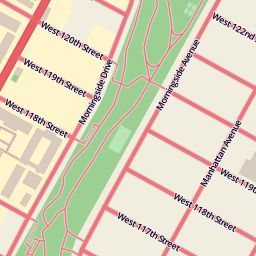 West 120th Street
West 122nd
West 119th Street
Morningside Drive
Morningside Avenue
West 118th Street
Manhattan Avenue
West 119th
West 118th Street
West 117th Street